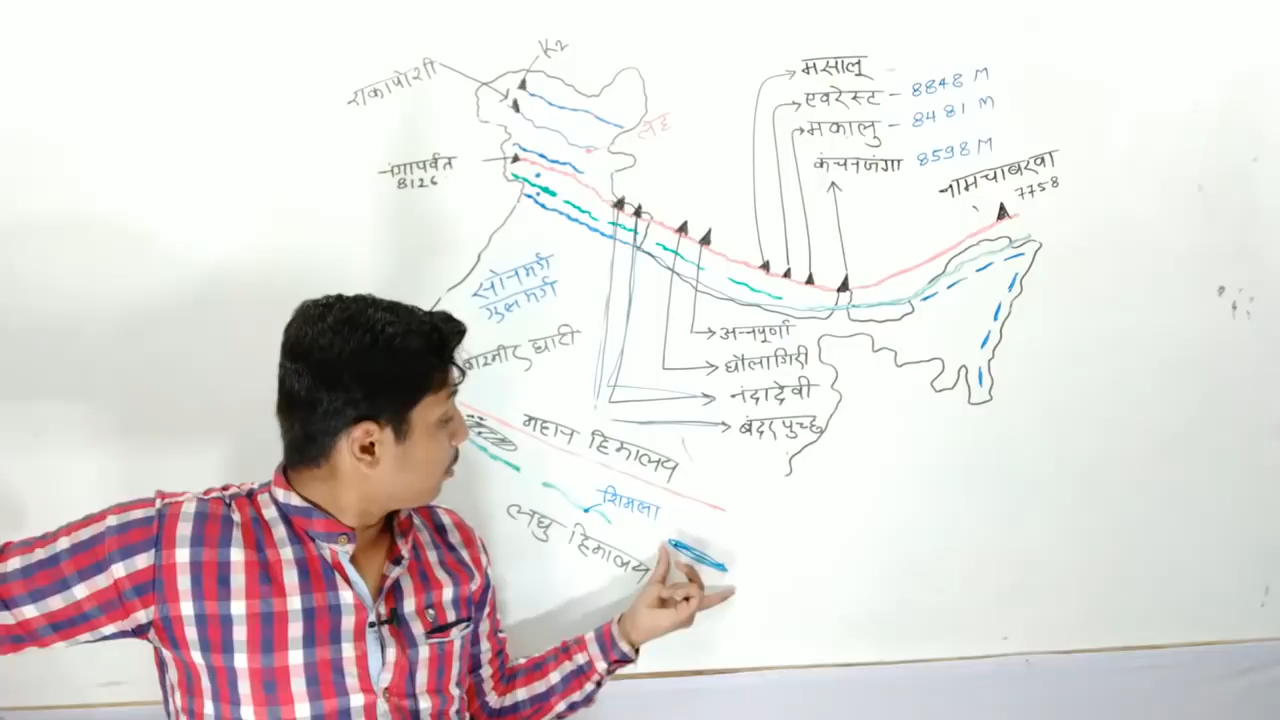 K2
राकापोशी
लेह
नंगापर्वत
8126
मसालू
एवरेस्ट - 8848 M
मकालु - 8481 M
कंचनजंगा 8598 M
नामचाबरवा
7758
सोनमर्ग
गुलमर्ग
घाटी
अन्नपूर्णा
धौलागिरी
नंदादेवी
बंदरपुच्छ
महान हिमालय
शिमला
लघु हिमालय